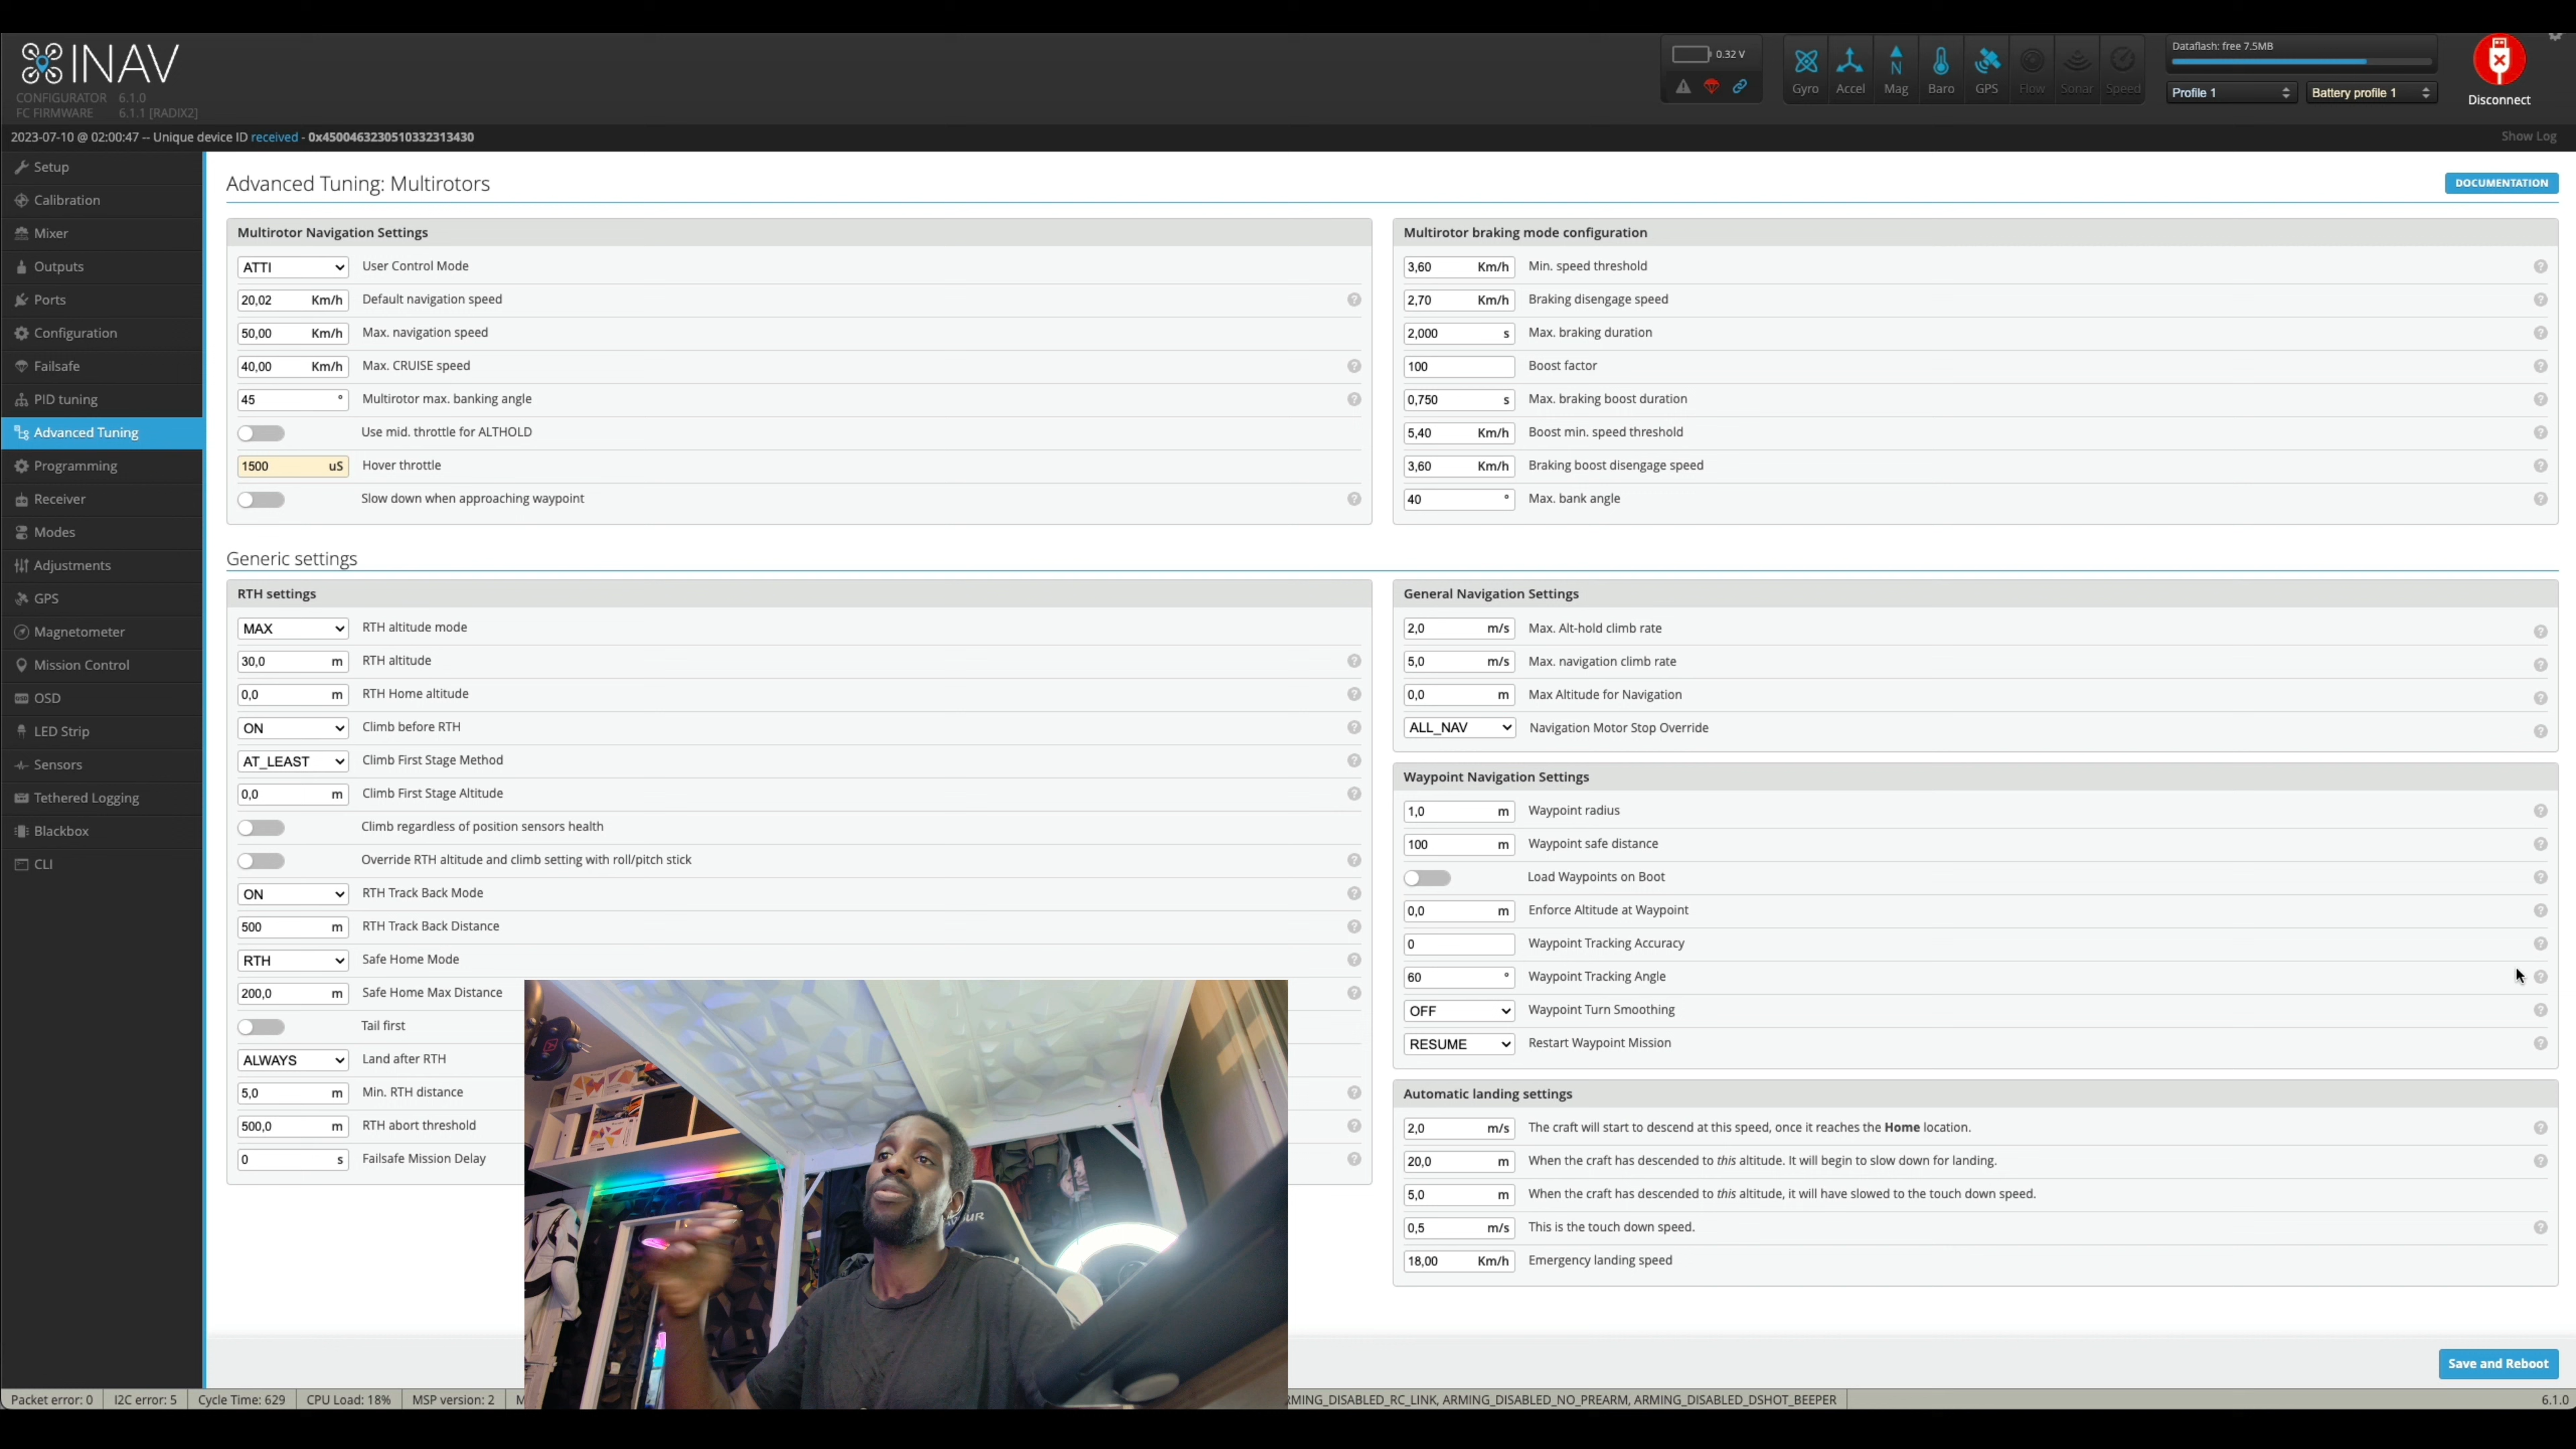 INAV
CONFIGURATOR 6.1.0
FC FIRMWARE 6.1.1 [RADIX2]
0.32 V
Gyro
Accel
Mag
Baro
GPS
Flow
Sonar
Speed
Dataflash: free 7.5MB
Profile 1
Battery profile 1
Disconnect
2023-07-10 @ 02:00:47 -- Unique device ID received - 0x4500463230510332313430
Show Log
Setup
Calibration
Mixer
Outputs
Ports
Configuration
Failsafe
PID tuning
Advanced Tuning
Programming
Receiver
Modes
Adjustments
GPS
Magnetometer
Mission Control
OSD
LED Strip
Sensors
Tethered Logging
Blackbox
CLI
Advanced Tuning: Multirotors
DOCUMENTATION
Multirotor Navigation Settings
ATTI User Control Mode
20,02 Km/h Default navigation speed
50,00 Km/h Max. navigation speed
40,00 Km/h Max. CRUISE speed
45 ° Multirotor max. banking angle
Use mid. throttle for ALTHOLD
1500 uS Hover throttle
Slow down when approaching waypoint
Multirotor braking mode configuration
3,60 Km/h Min. speed threshold
2,70 Km/h Braking disengage speed
2,000 s Max. braking duration
100 Boost factor
0,750 s Max. braking boost duration
5,40 Km/h Boost min. speed threshold
3,60 Km/h Braking boost disengage speed
40 ° Max. bank angle
Generic settings
RTH settings
MAX RTH altitude mode
30,0 m RTH altitude
0,0 m RTH Home altitude
ON Climb before RTH
AT_LEAST Climb First Stage Method
0,0 m Climb First Stage Altitude
Climb regardless of position sensors health
Override RTH altitude and climb setting with roll/pitch stick
ON RTH Track Back Mode
500 m RTH Track Back Distance
RTH Safe Home Mode
200,0 m Safe Home Max Distance
Tail first
ALWAYS Land after RTH
5,0 m Min. RTH distance
500,0 m RTH abort threshold
0 s Failsafe Mission Delay
General Navigation Settings
2,0 m/s Max. Alt-hold climb rate
5,0 m/s Max. navigation climb rate
0,0 m Max Altitude for Navigation
ALL_NAV Navigation Motor Stop Override
Waypoint Navigation Settings
1,0 m Waypoint radius
100 m Waypoint safe distance
Load Waypoints on Boot
0,0 m Enforce Altitude at Waypoint
0 Waypoint Tracking Accuracy
60 ° Waypoint Tracking Angle
OFF Waypoint Turn Smoothing
RESUME Restart Waypoint Mission
Automatic landing settings
2,0 m/s The craft will start to descend at this speed, once it reaches the Home location.
20,0 m When the craft has descended to this altitude. It will begin to slow down for landing.
5,0 m When the craft has descended to this altitude, it will have slowed to the touch down speed.
0,5 m/s This is the touch down speed.
18,00 Km/h Emergency landing speed
Save and Reboot
Packet error: 0 I2C error: 5 Cycle Time: 629 CPU Load: 18% MSP version: 2 M RMING_DISABLED_RC_LINK, ARMING_DISABLED_NO_PREARM, ARMING_DISABLED_DSHOT_BEEPER 6.1.0